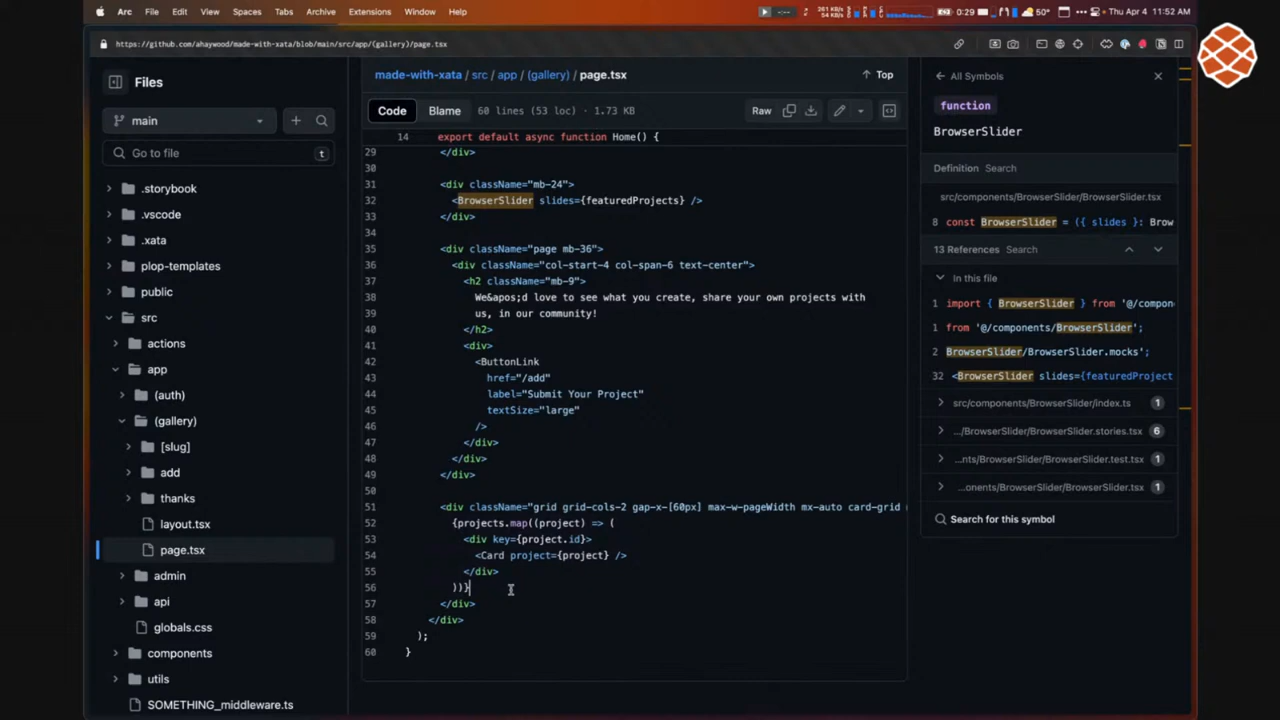 Arc File Edit View Spaces Tabs Archive Extensions Window Help
261 KB/s
54 KB/s
0:29
50°
Thu Apr 4 11:52 AM
https://github.com/ahaywood/made-with-xata/blob/main/src/app/(gallery)/page.tsx
Files
main
Go to file
t
.storybook
.vscode
.xata
plop-templates
public
src
actions
app
(auth)
(gallery)
[slug]
add
thanks
layout.tsx
page.tsx
admin
api
globals.css
components
utils
SOMETHING_middleware.ts
made-with-xata / src / app / (gallery) / page.tsx
Top
Code Blame 60 lines (53 loc) · 1.73 KB
Raw
14 export default async function Home() {
29 </div>
30
31 <div className="mb-24">
32 <BrowserSlider slides={featuredProjects} />
33 </div>
34
35 <div className="page mb-36">
36 <div className="col-start-4 col-span-6 text-center">
37 <h2 className="mb-9">
38 We&apos;d love to see what you create, share your own projects with
39 us, in our community!
40 </h2>
41 <div>
42 <ButtonLink
43 href="/add"
44 label="Submit Your Project"
45 textSize="large"
46 />
47 </div>
48 </div>
49 </div>
50
51 <div className="grid grid-cols-2 gap-x-[60px] max-w-pageWidth mx-auto card-grid
52 {projects.map((project) => (
53 <div key={project.id}>
54 <Card project={project} />
55 </div>
56 ))}
57 </div>
58 </div>
59 );
60 }
All Symbols
function
BrowserSlider
Definition Search
src/components/BrowserSlider/BrowserSlider.tsx
8 const BrowserSlider = ({ slides }: Brow
13 References Search
In this file
1 import { BrowserSlider } from '@/compon
1 from '@/components/BrowserSlider';
2 BrowserSlider/BrowserSlider.mocks';
32 <BrowserSlider slides={featuredProject
src/components/BrowserSlider/index.ts 1
.../BrowserSlider/BrowserSlider.stories.tsx 6
...nts/BrowserSlider/BrowserSlider.test.tsx 1
...onents/BrowserSlider/BrowserSlider.tsx 1
Search for this symbol